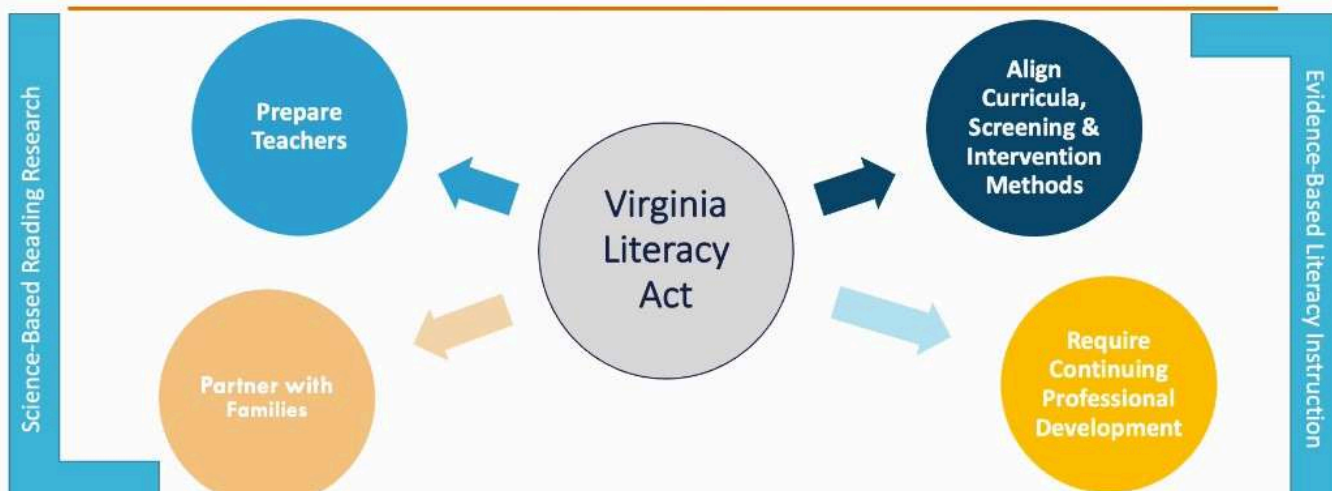 Science-Based Reading Research
Prepare
Teachers
Partner with
Families
Virginia
Literacy
Act
Align
Curricula,
Screening &
Intervention
Methods
Require
Continuing
Professional
Development
Evidence-Based Literacy Instruction